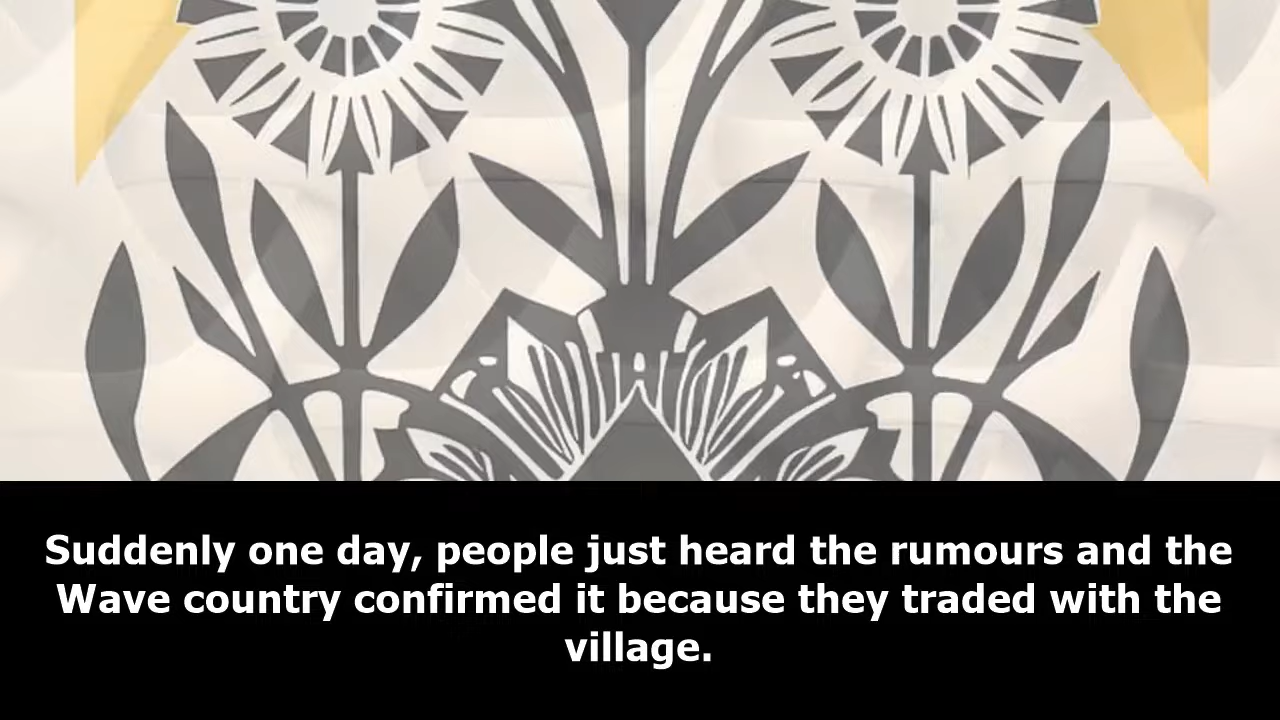 Suddenly one day, people just heard the rumours and the
Wave country confirmed it because they traded with the
village.